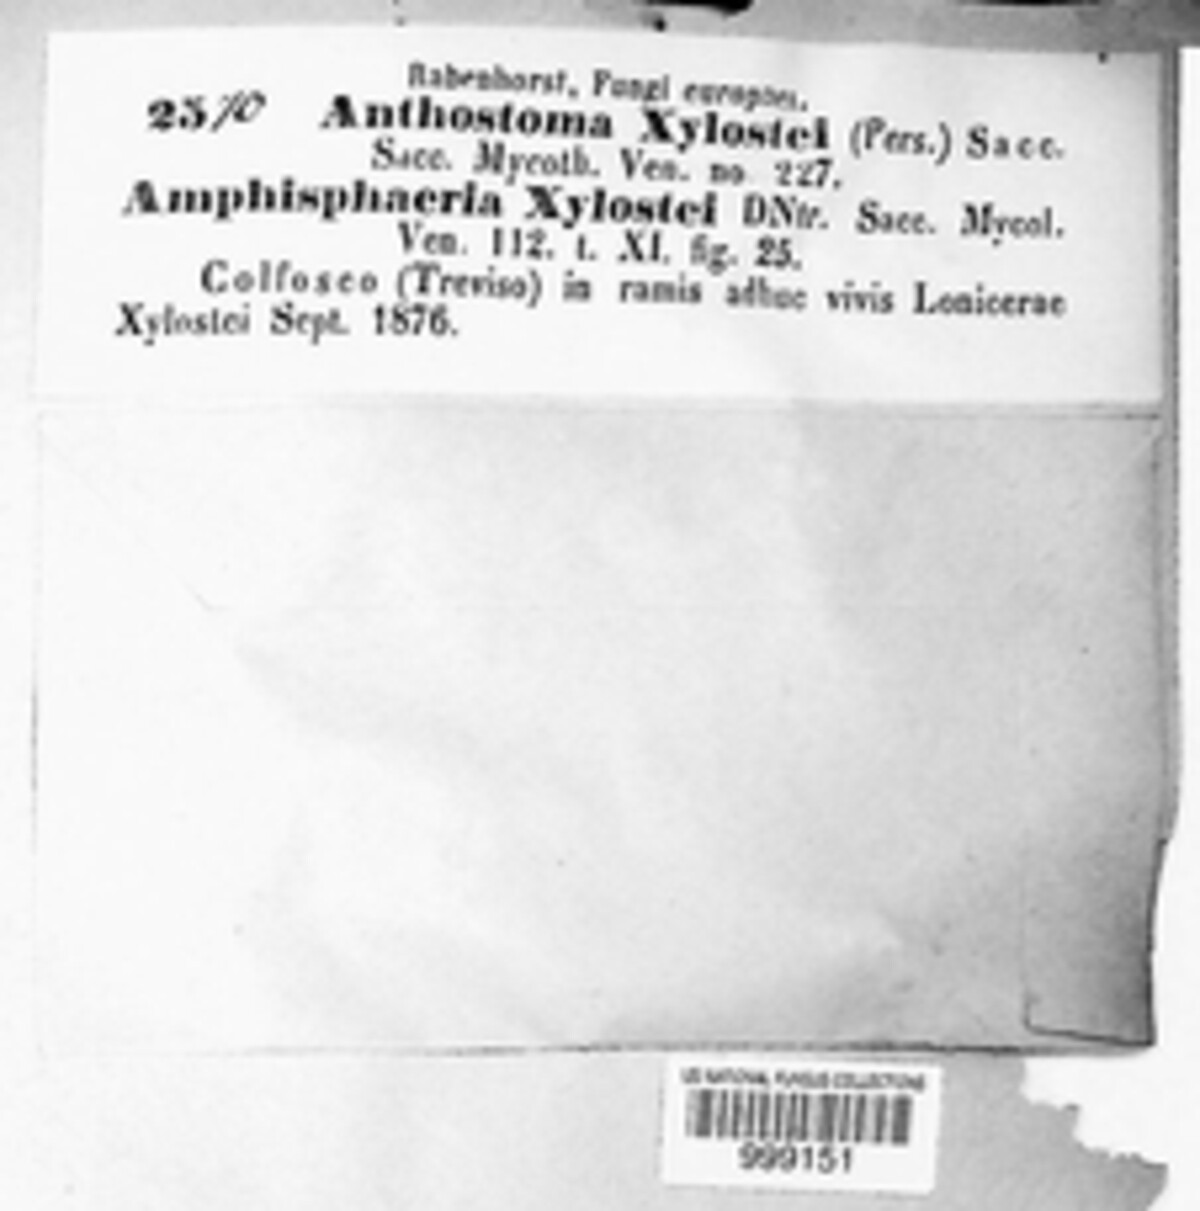 Rabenhorst, Fungi europaei.
2570 Anthostoma Xylostei (Pers.) Sacc.
Sacc. Mycoth. Ven. no 227.
Amphisphaeria Xylostei DNtr. Sacc. Mycol.
Ven. 112. t. XI. fig. 25.
Colfosco (Treviso) in ramis adhuc vivis Lonicerae
Xylostei Sept. 1876.
US NATIONAL FUNGUS COLLECTIONS
999151